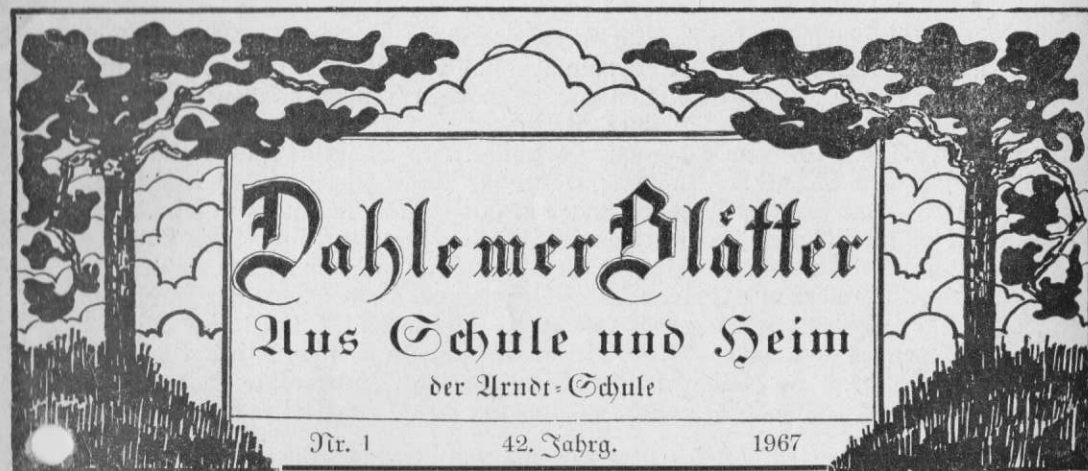 Dahlemer Blätter
Aus Schule und Heim
der Arndt-Schule
Nr. 1 42. Jahrg. 1967